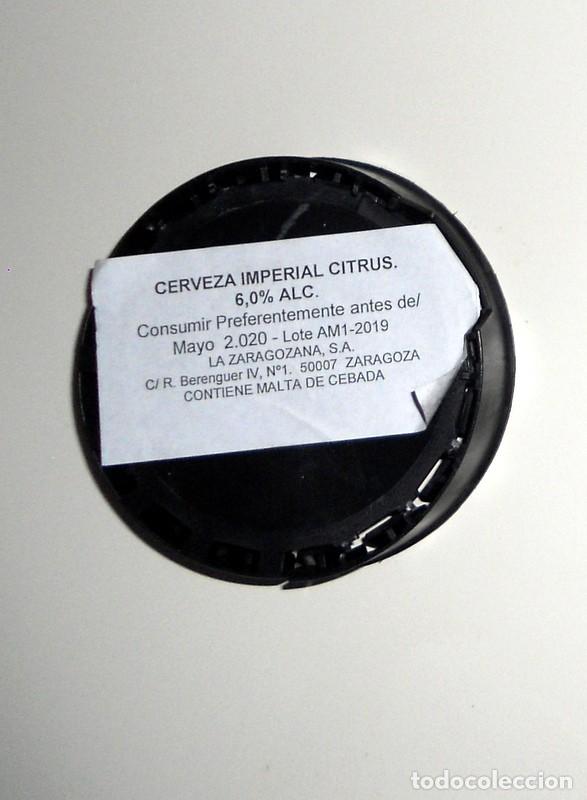 CERVEZA IMPERIAL CITRUS.
6,0% ALC.
Consumir Preferentemente antes de/
Mayo 2.020 - Lote AM1-2019
LA ZARAGOZANA, S.A.
C/ R. Berenguer IV, Nº1. 50007 ZARAGOZA
CONTIENE MALTA DE CEBADA
todocoleccion